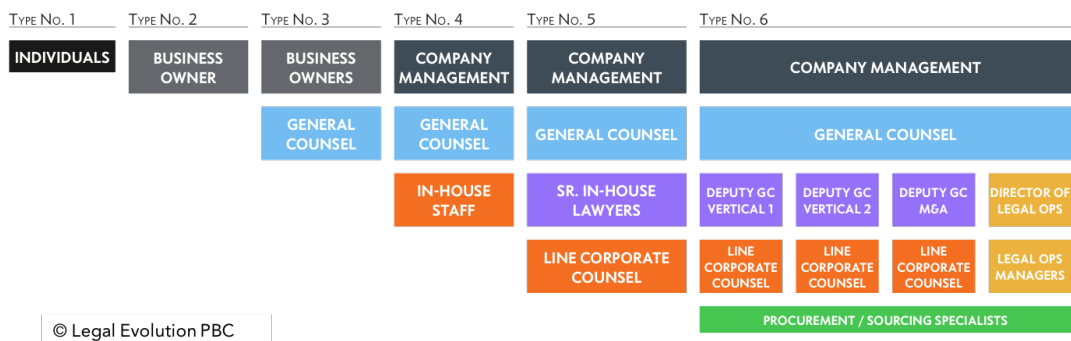 Type No. 1
Type No. 2
Type No. 3
Type No. 4
Type No. 5
Type No. 6
INDIVIDUALS
BUSINESS
OWNER
BUSINESS
OWNERS
COMPANY
MANAGEMENT
COMPANY
MANAGEMENT
COMPANY MANAGEMENT
GENERAL
COUNSEL
GENERAL
COUNSEL
GENERAL COUNSEL
GENERAL COUNSEL
IN-HOUSE
STAFF
SR. IN-HOUSE
LAWYERS
DEPUTY GC
VERTICAL 1
DEPUTY GC
VERTICAL 2
DEPUTY GC
M&A
DIRECTOR OF
LEGAL OPS
LINE CORPORATE
COUNSEL
LINE
CORPORATE
COUNSEL
LINE
CORPORATE
COUNSEL
LINE
CORPORATE
COUNSEL
LEGAL OPS
MANAGERS
PROCUREMENT / SOURCING SPECIALISTS
© Legal Evolution PBC